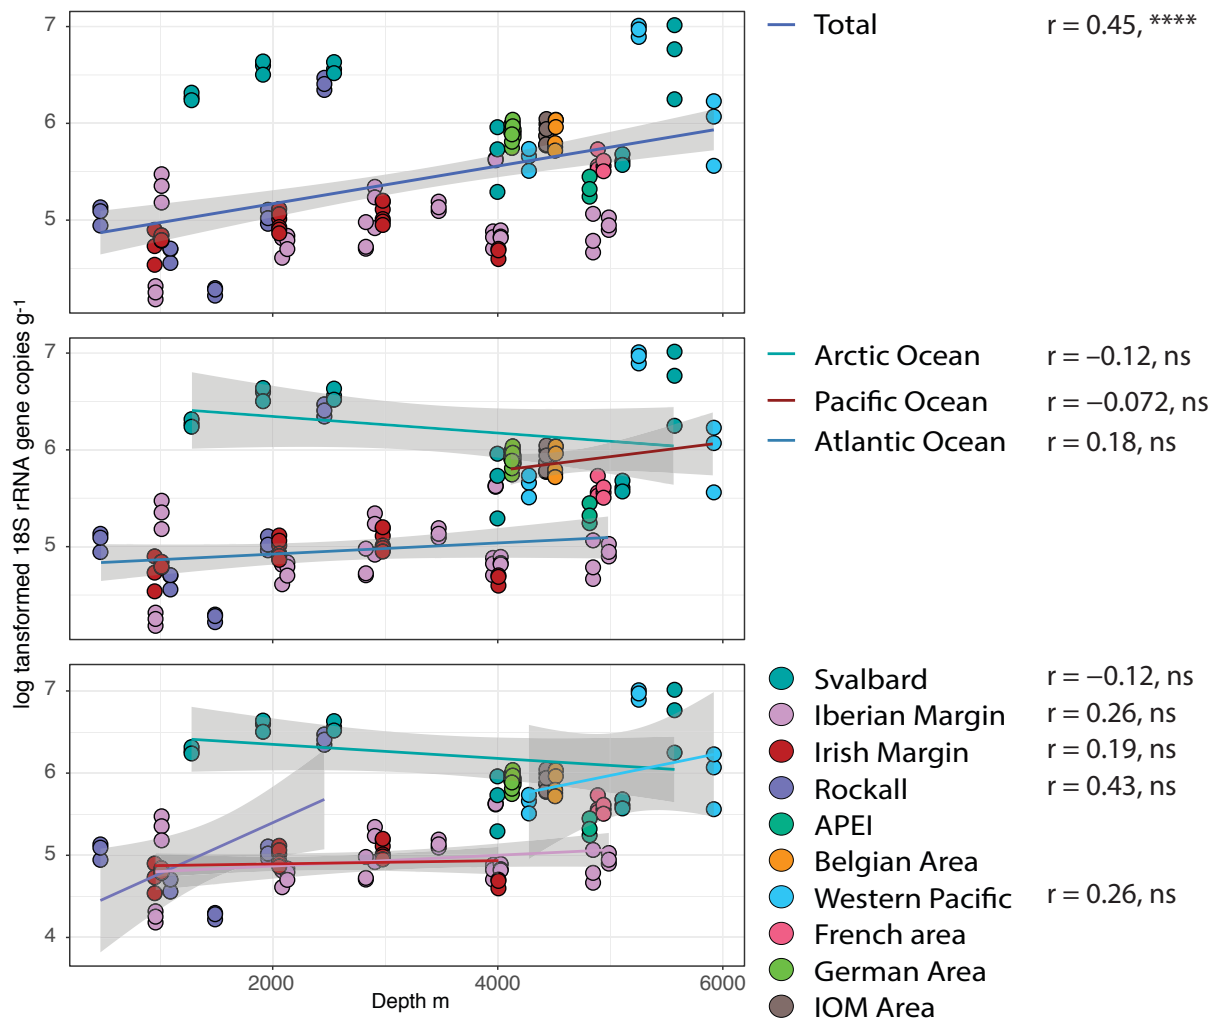 7
6
5
Total r = 0.45, ****
7
6
5
Arctic Ocean r = −0.12, ns
Pacific Ocean r = −0.072, ns
Atlantic Ocean r = 0.18, ns
log tansformed 18S rRNA gene copies g-1
7
6
5
4
2000 4000 6000
Depth m
Svalbard r = −0.12, ns
Iberian Margin r = 0.26, ns
Irish Margin r = 0.19, ns
Rockall r = 0.43, ns
APEI
Belgian Area
Western Pacific r = 0.26, ns
French area
German Area
IOM Area